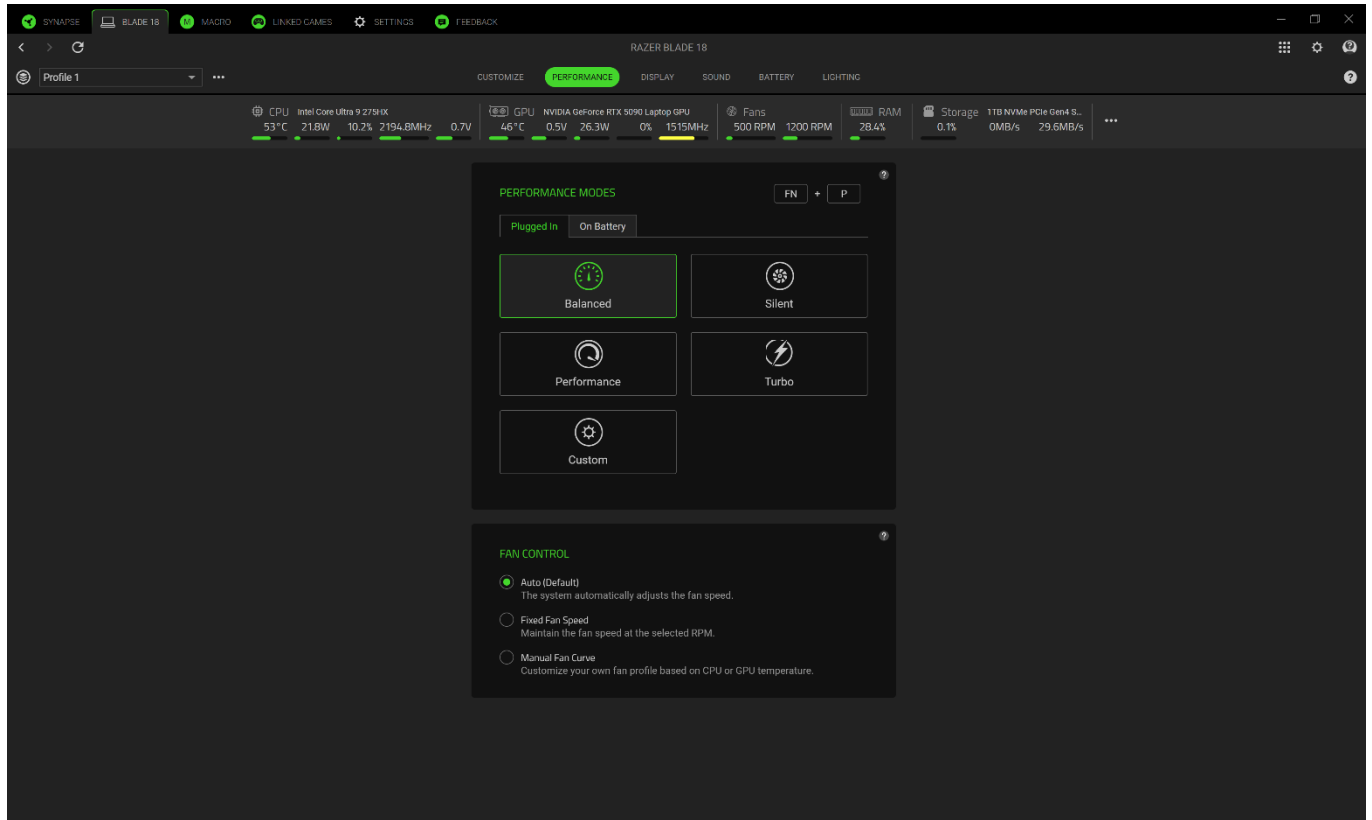 SYNAPSE BLADE 18 MACRO LINKED GAMES SETTINGS FEEDBACK
RAZER BLADE 18
Profile 1 CUSTOMIZE PERFORMANCE DISPLAY SOUND BATTERY LIGHTING
CPU Intel Core Ultra 9 275HX GPU NVIDIA GeForce RTX 5090 Laptop GPU Fans RAM Storage 1TB NVMe PCIe Gen4 S...
53°C 21.8W 10.2% 2194.8MHz 0.7V 46°C 0.5V 26.3W 0% 1515MHz 500 RPM 1200 RPM 28.4% 0.1% 0MB/s 29.6MB/s
PERFORMANCE MODES FN + P
Plugged In On Battery
Balanced Silent
Performance Turbo
Custom
FAN CONTROL
Auto (Default)
The system automatically adjusts the fan speed.
Fixed Fan Speed
Maintain the fan speed at the selected RPM.
Manual Fan Curve
Customize your own fan profile based on CPU or GPU temperature.